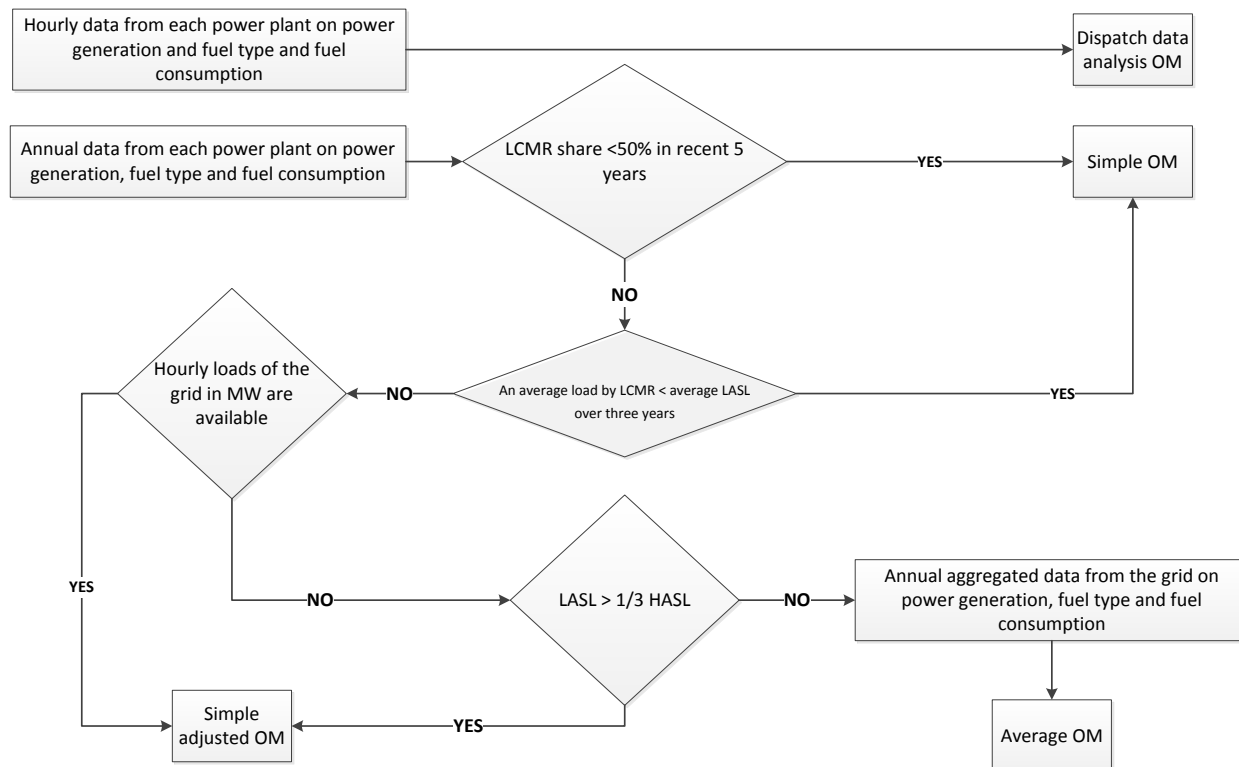 Hourly data from each power plant on power
generation and fuel type and fuel
consumption
Dispatch data
analysis OM
Annual data from each power plant on power
generation, fuel type and fuel consumption
LCMR share <50% in recent 5
years
YES
Simple OM
NO
Hourly loads of the
grid in MW are
available
NO
An average load by LCMR < average LASL
over three years
YES
YES
NO
LASL > 1/3 HASL
NO
Annual aggregated data from the grid on
power generation, fuel type and fuel
consumption
Simple
adjusted OM
YES
Average OM